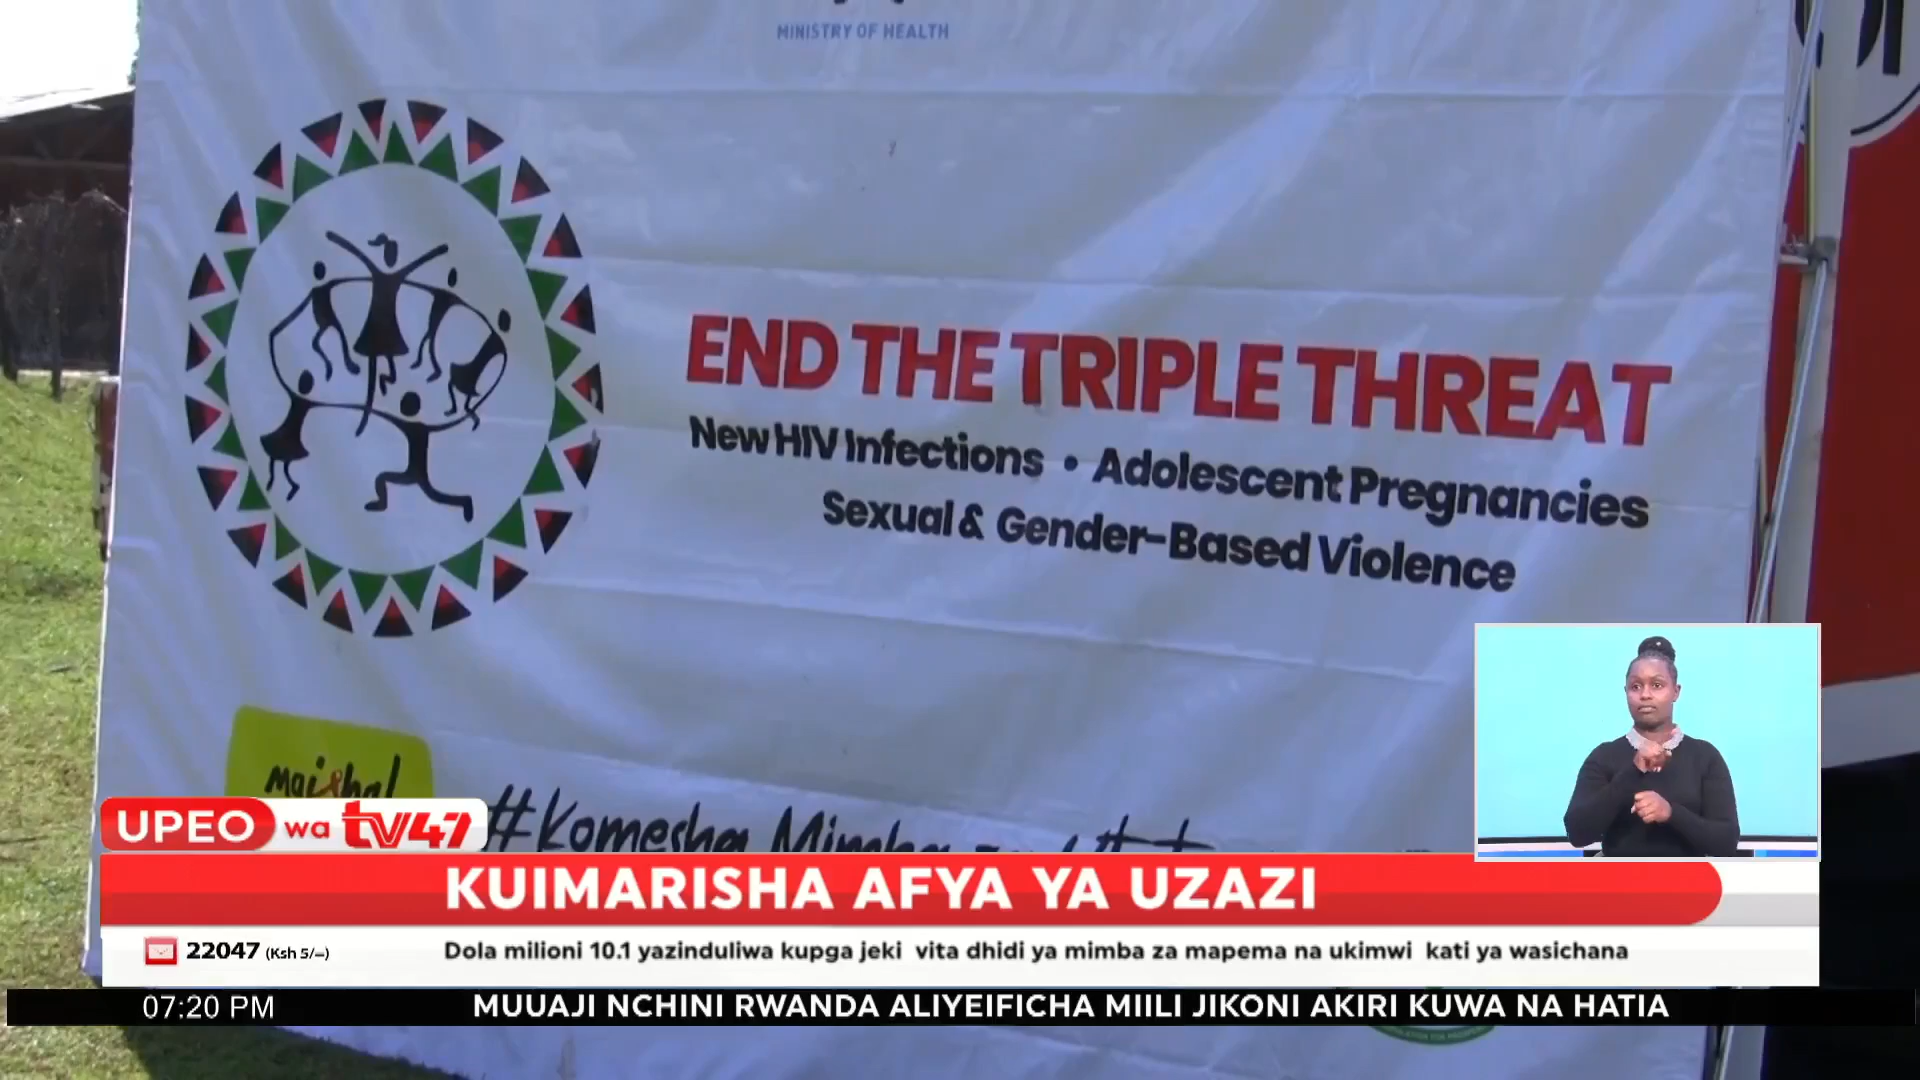 MINISTRY OF HEALTH
END THE TRIPLE THREAT
New HIV Infections • Adolescent Pregnancies
Sexual & Gender-Based Violence
#Komesha Mimba
UPEO wa tv47
KUIMARISHA AFYA YA UZAZI
22047 (Ksh 5/-)
Dola milioni 10.1 yazinduliwa kupga jeki vita dhidi ya mimba za mapema na ukimwi kati ya wasichana
07:20 PM
MUUAJI NCHINI RWANDA ALIYEIFICHA MIILI JIKONI AKIRI KUWA NA HATIA